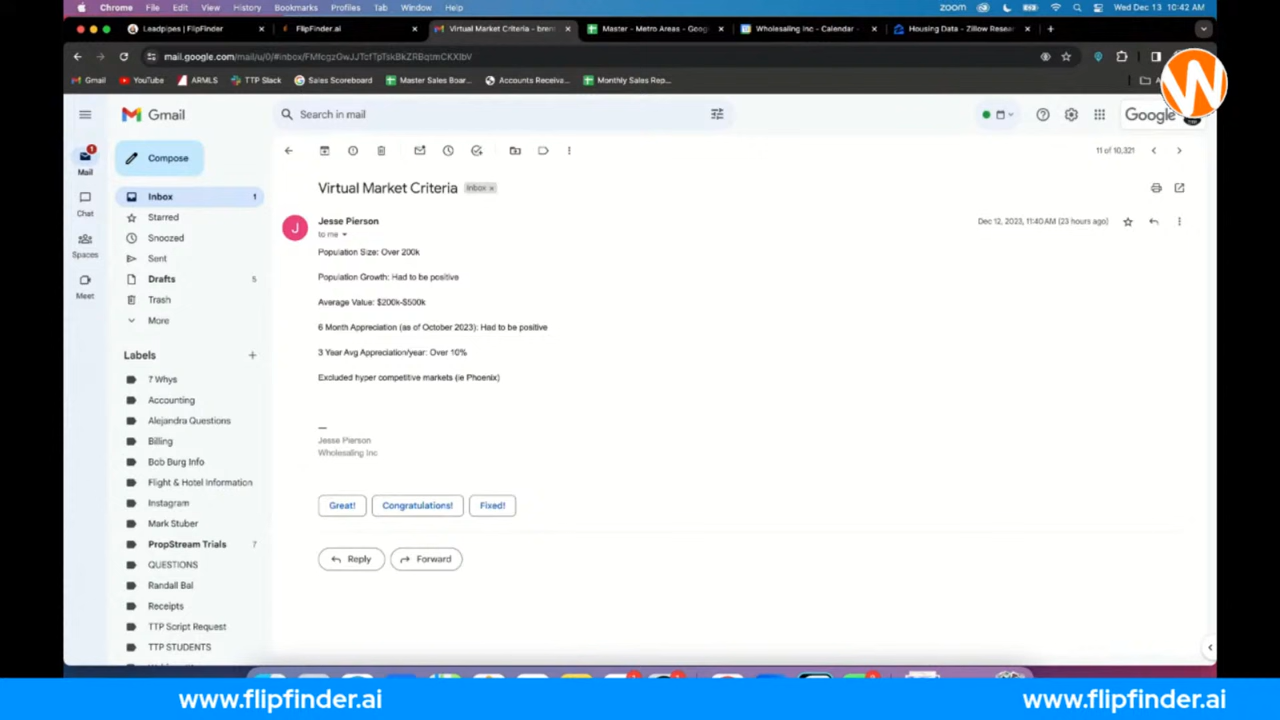 Chrome File Edit View History Bookmarks Profiles Tab Window Help
zoom Wed Dec 13 10:42 AM
Leadpipes | FlipFinder
FlipFinder.ai
Virtual Market Criteria - bren
Master - Metro Areas - Goog
Wholesaling Inc - Calendar -
Housing Data - Zillow Resear
Gmail YouTube ARMLS TTP Slack Sales Scoreboard Master Sales Boar... Accounts Receiva... Monthly Sales Rep...
W
Gmail
Search in mail
Google
Compose
11 of 10,321
1
Mail
Chat
Spaces
Meet
Inbox 1
Starred
Snoozed
Sent
Drafts 5
Trash
More
Labels
7 Whys
Accounting
Alejandra Questions
Billing
Bob Burg Info
Flight & Hotel Information
Instagram
Mark Stuber
PropStream Trials 7
QUESTIONS
Randall Bal
Receipts
TTP Script Request
TTP STUDENTS
Virtual Market Criteria Inbox x
J
Jesse Pierson
Dec 12, 2023, 11:40 AM (23 hours ago)
to me
Population Size: Over 200k
Population Growth: Had to be positive
Average Value: $200k-$500k
6 Month Appreciation (as of October 2023): Had to be positive
3 Year Avg Appreciation/year: Over 10%
Excluded hyper competitive markets (ie Phoenix)
—
Jesse Pierson
Wholesaling Inc
Great! Congratulations! Fixed!
Reply Forward
www.flipfinder.ai www.flipfinder.ai